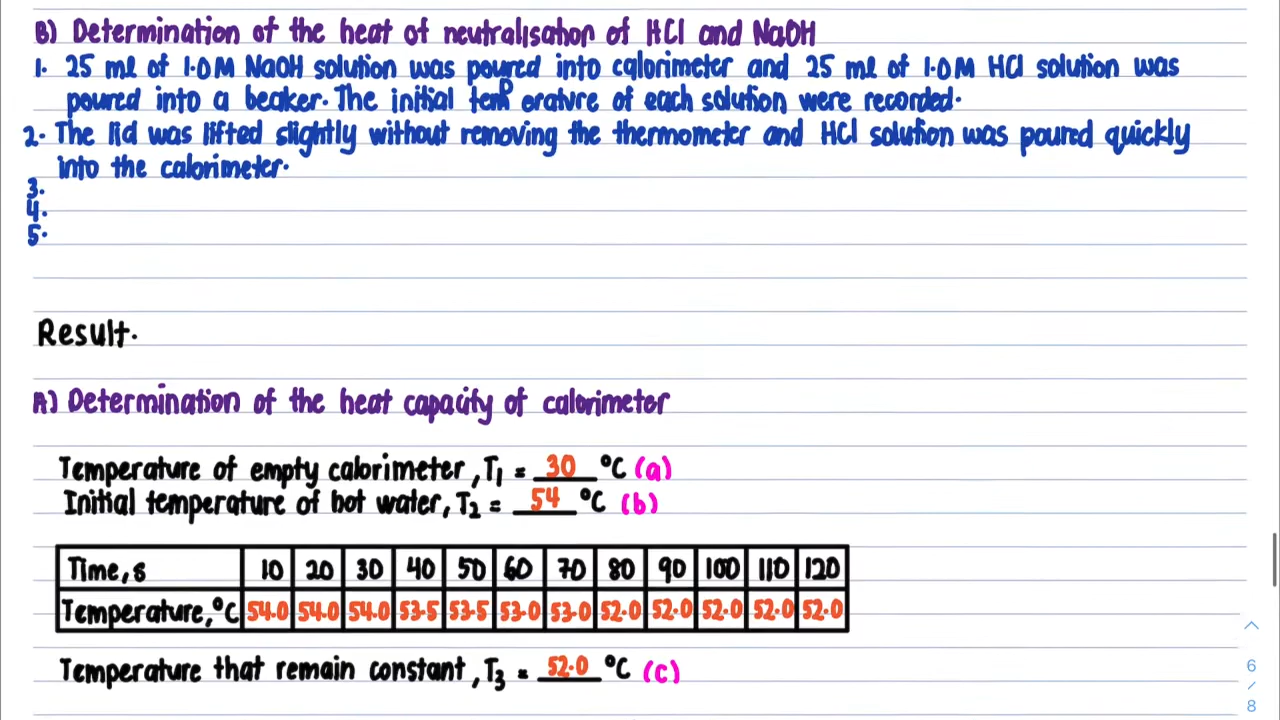 B) Determination of the heat of neutralisation of HCl and NaOH
1. 25 ml of 1.0M NaOH solution was poured into calorimeter and 25 ml of 1.0M HCl solution was
poured into a beaker. The initial temp erature of each solution were recorded.
2. The lid was lifted slightly without removing the thermometer and HCl solution was poured quickly
into the calorimeter.
3.
4.
5.
Result.
A) Determination of the heat capacity of calorimeter
Temperature of empty calorimeter, T1 = 30 °C (a)
Initial temperature of hot water, T2 = 54 °C (b)
Time, s 10 20 30 40 50 60 70 80 90 100 110 120
Temperature, °C 54.0 54.0 54.0 53.5 53.5 53.0 53.0 52.0 52.0 52.0 52.0 52.0
Temperature that remain constant, T3 = 52.0 °C (c)
6
/
8